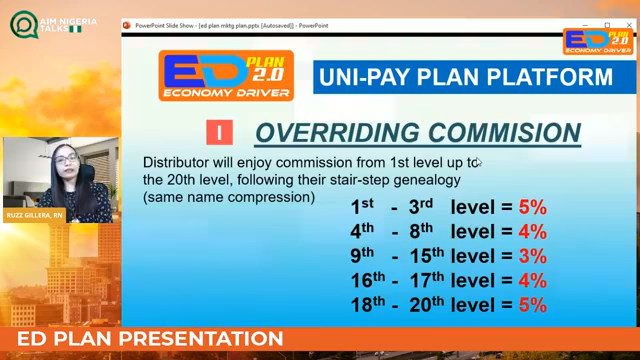 AIM NIGERIA
TALKS
PowerPoint Slide Show - [ed plan mktg plan.pptx [Autosaved]] - PowerPoint
ED PLAN 2.0
ECONOMY DRIVER
ED PLAN 2.0
ECONOMY DRIVER
UNI-PAY PLAN PLATFORM
I OVERRIDING COMMISION
Distributor will enjoy commission from 1st level up to
the 20th level, following their stair-step genealogy
(same name compression)
1st - 3rd level = 5%
4th - 8th level = 4%
9th - 15th level = 3%
16th - 17th level = 4%
18th - 20th level = 5%
RUZZ GILLERA, RN
ED PLAN PRESENTATION